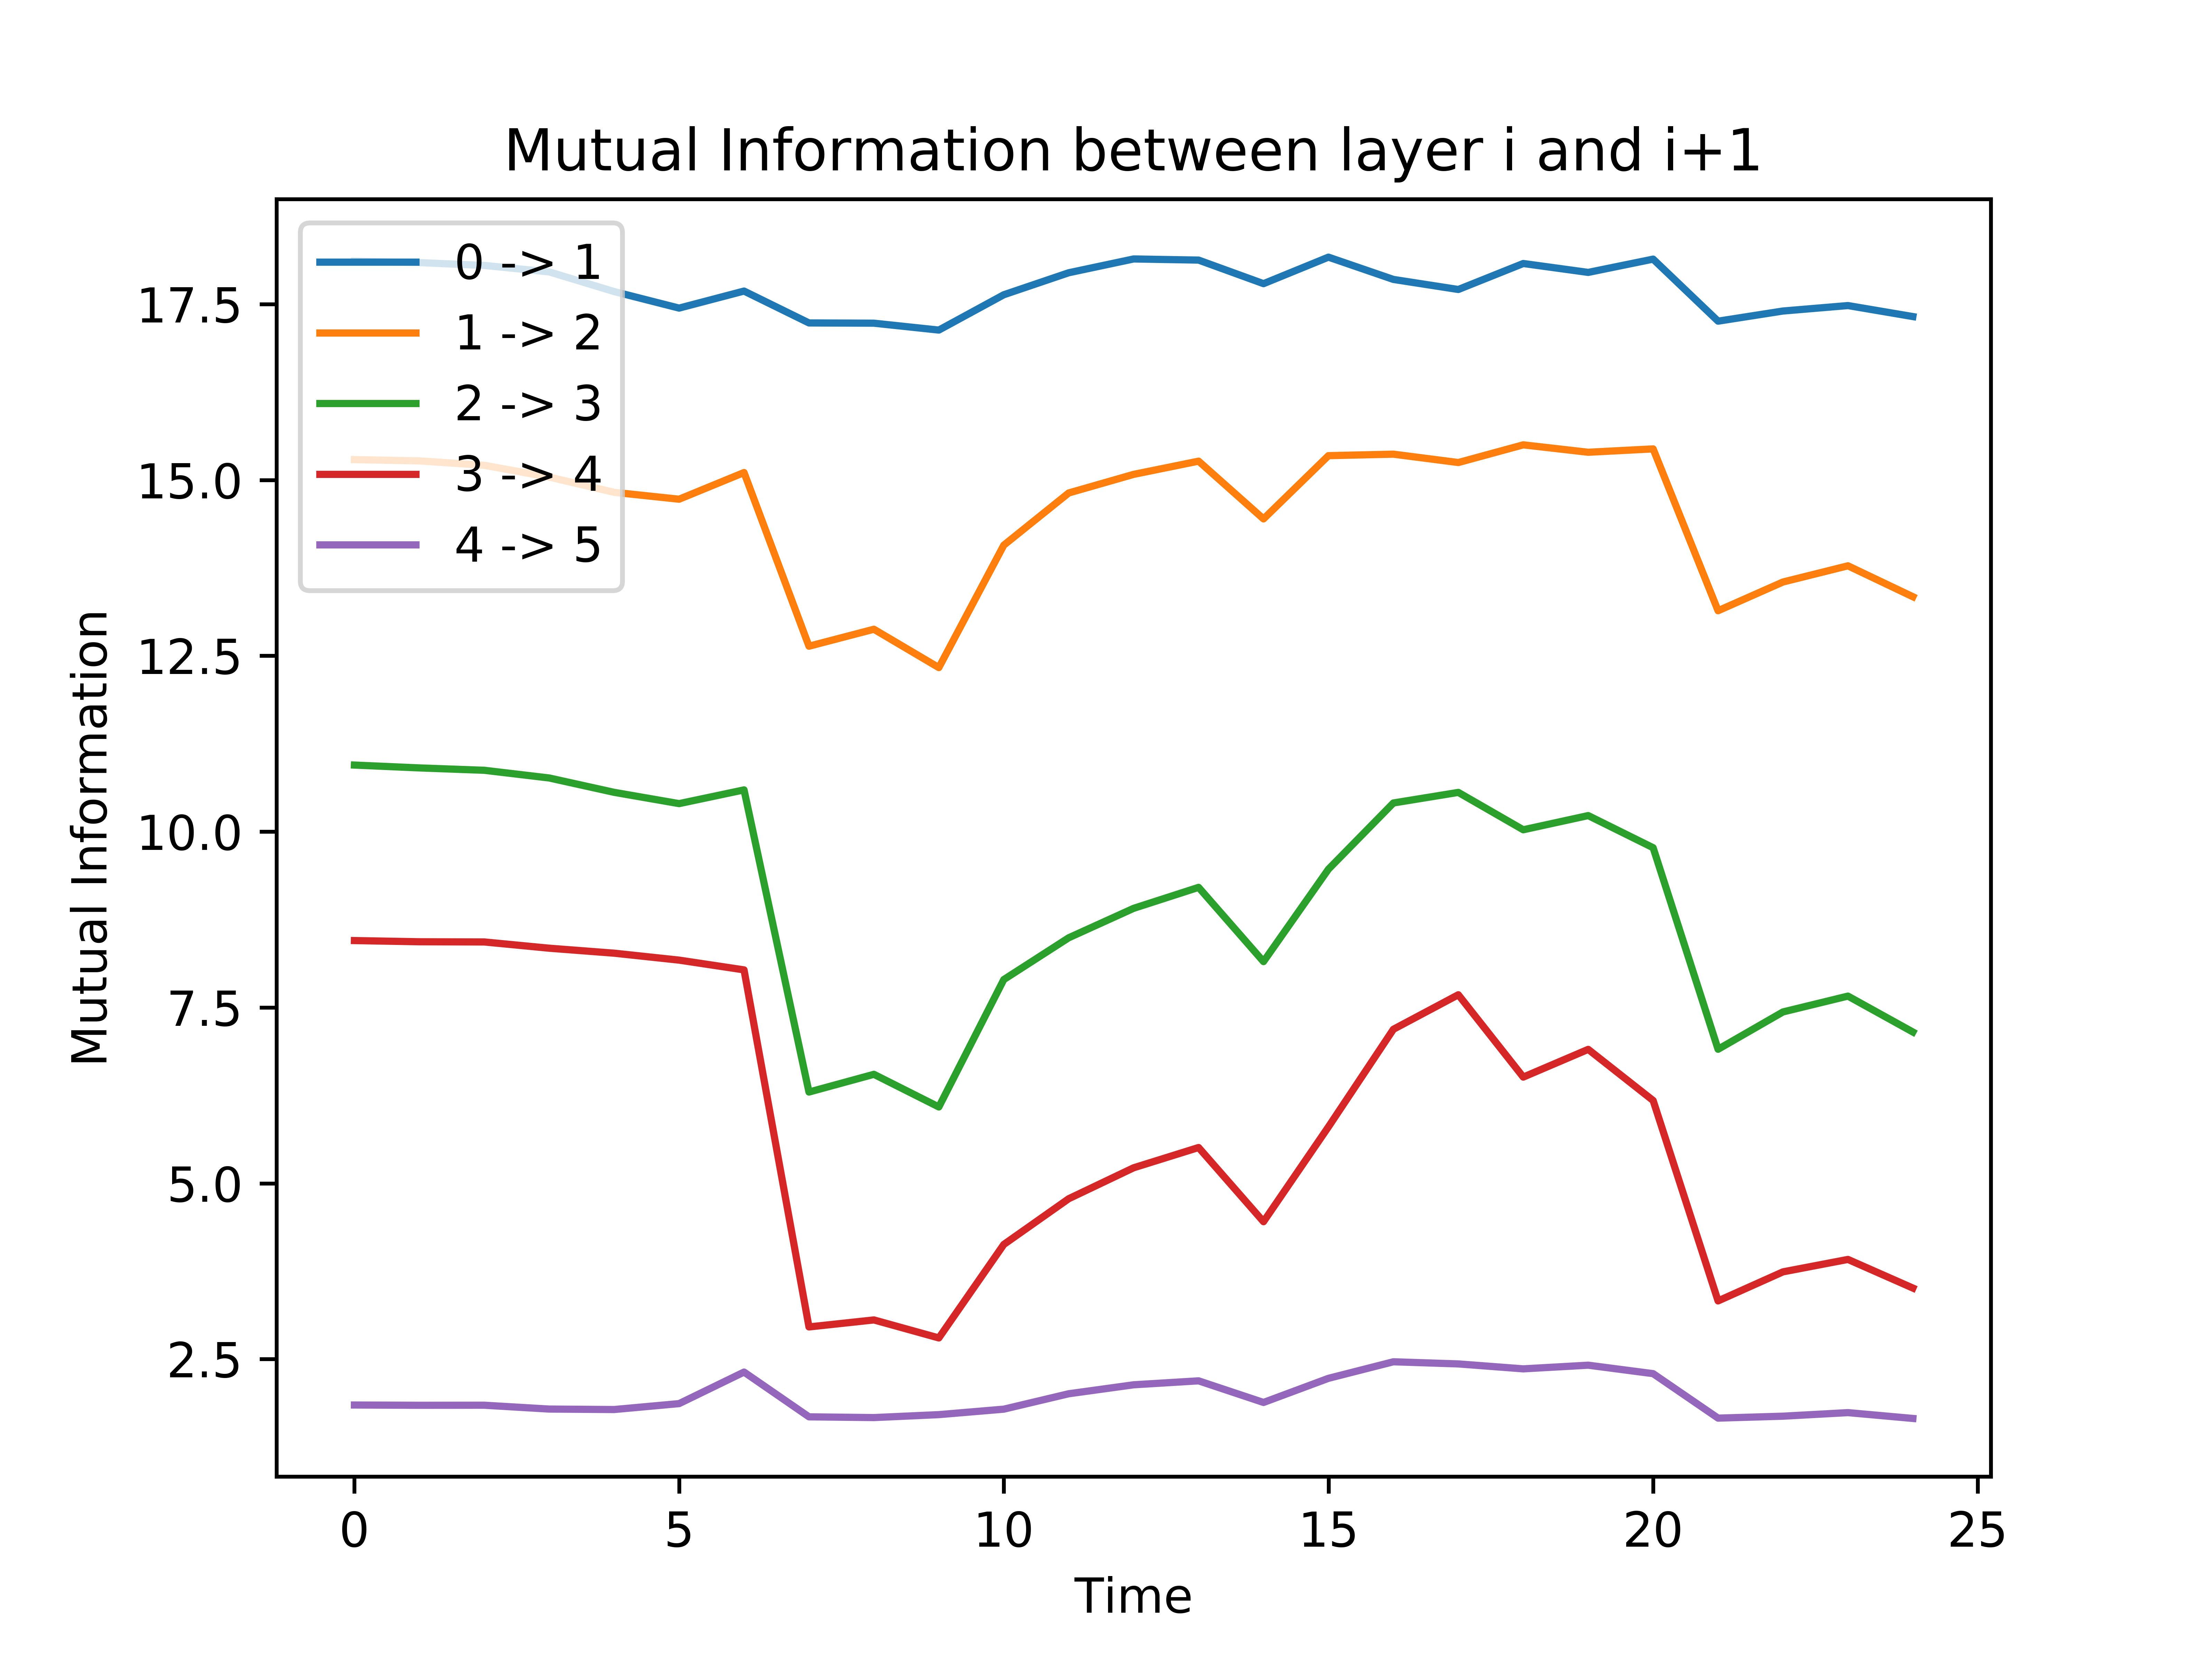 Mutual Information between layer i and i+1
0 -> 1
1 -> 2
2 -> 3
3 -> 4
4 -> 5
17.5
15.0
12.5
10.0
7.5
5.0
2.5
Mutual Information
0 5 10 15 20 25
Time